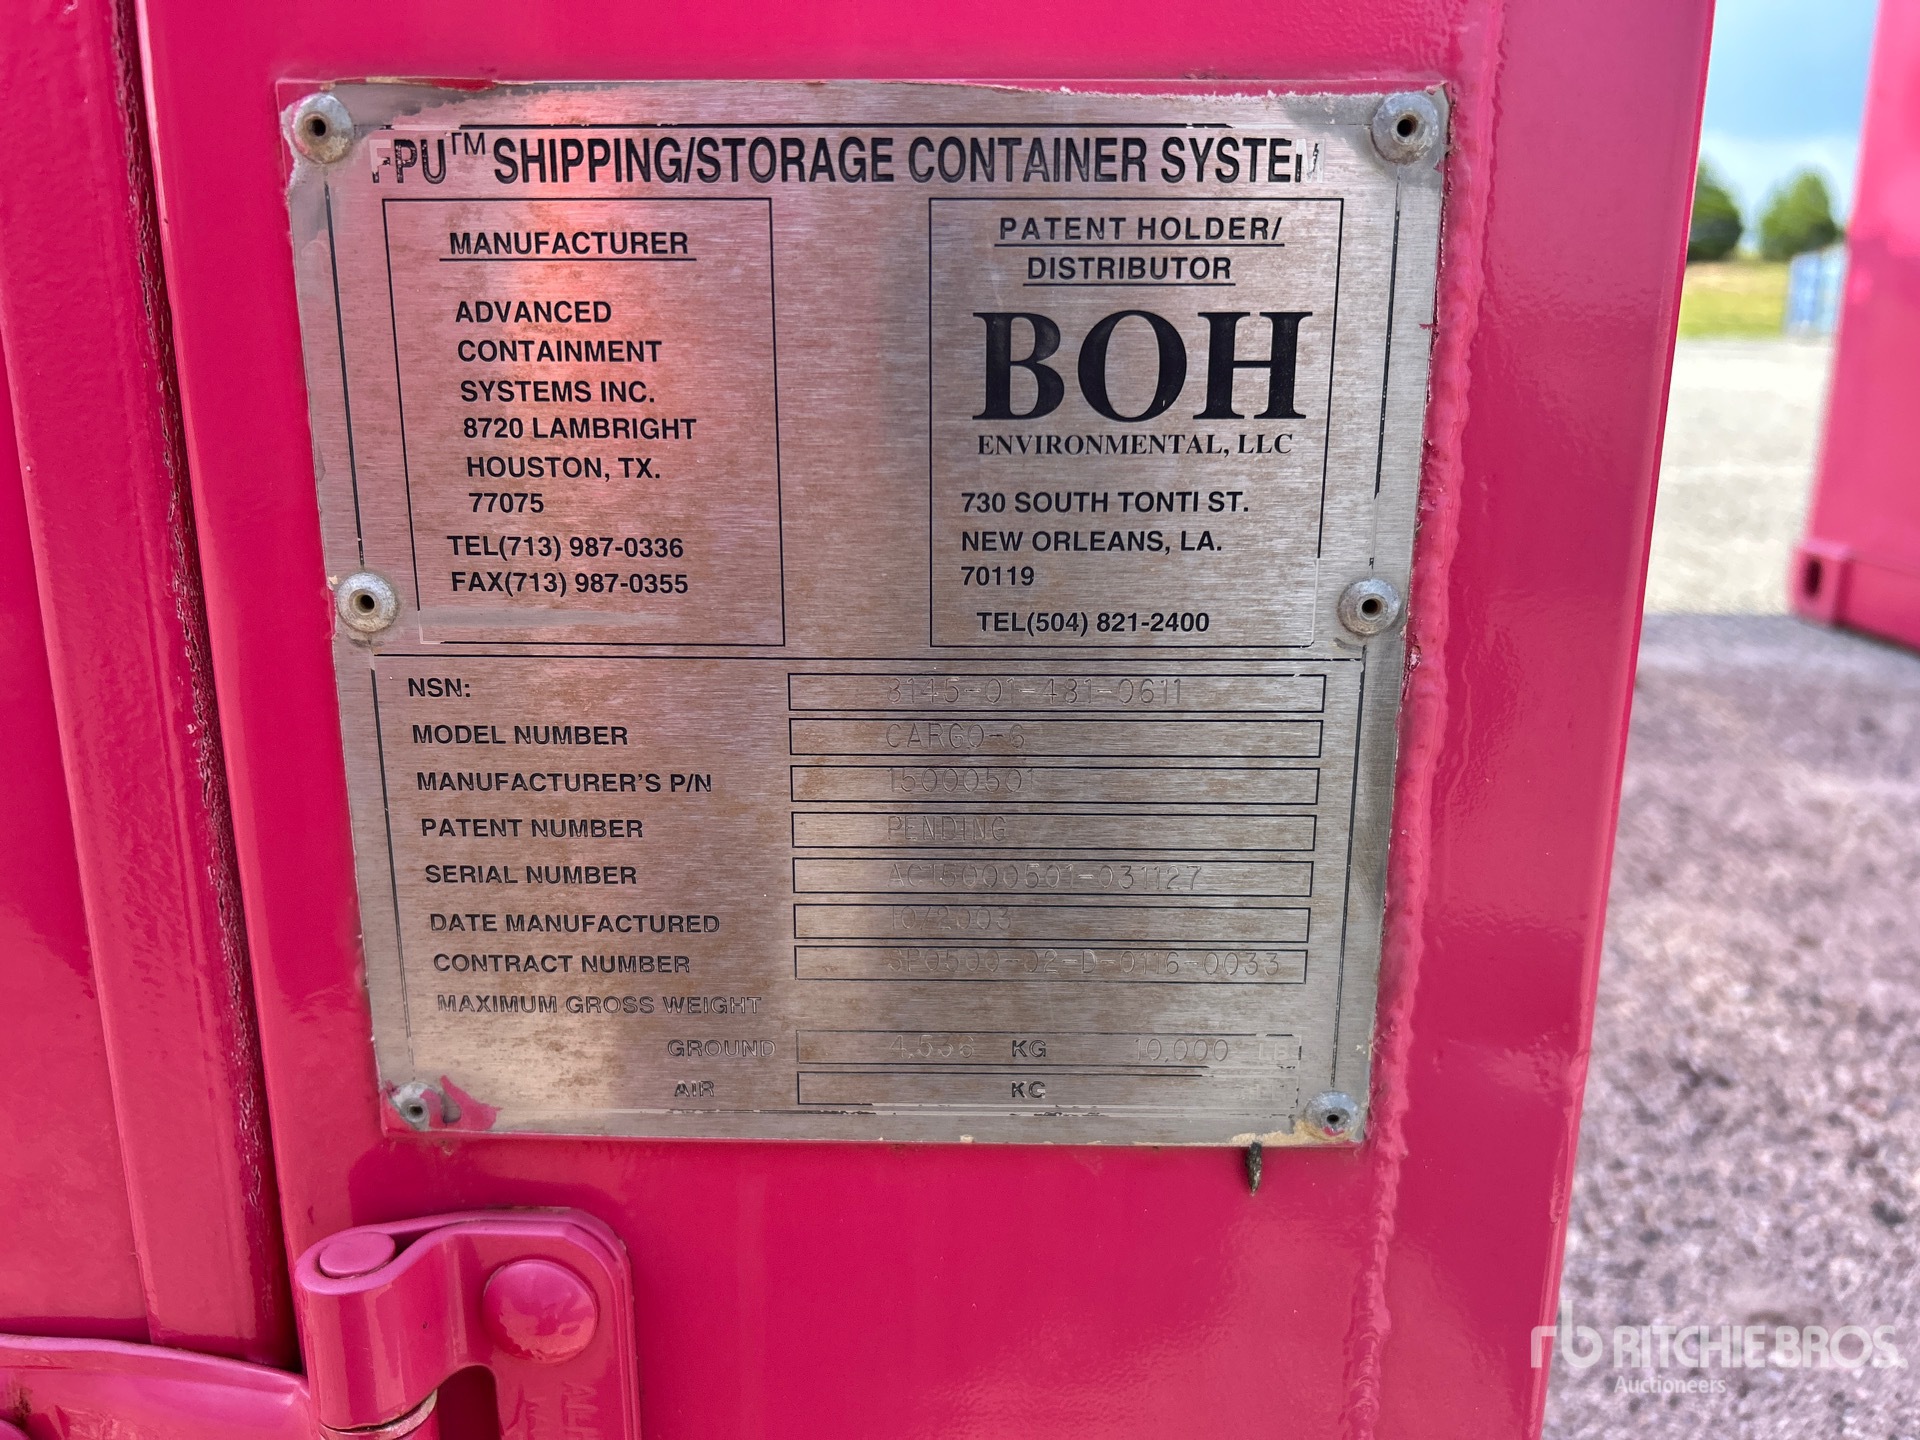 FPU™ SHIPPING/STORAGE CONTAINER SYSTEM
MANUFACTURER
ADVANCED
CONTAINMENT
SYSTEMS INC.
8720 LAMBRIGHT
HOUSTON, TX.
77075
TEL(713) 987-0336
FAX(713) 987-0355
PATENT HOLDER/
DISTRIBUTOR
BOH
ENVIRONMENTAL, LLC
730 SOUTH TONTI ST.
NEW ORLEANS, LA.
70119
TEL(504) 821-2400
NSN: 8145-01-481-0611
MODEL NUMBER CARGO-6
MANUFACTURER'S P/N 15000501
PATENT NUMBER PENDING
SERIAL NUMBER AC15000501-031127
DATE MANUFACTURED 10/2003
CONTRACT NUMBER SP0500-02-D-0116-0033
MAXIMUM GROSS WEIGHT
GROUND 4,536 KG 10,000 LB
AIR KG
rb RITCHIE BROS.
Auctioneers